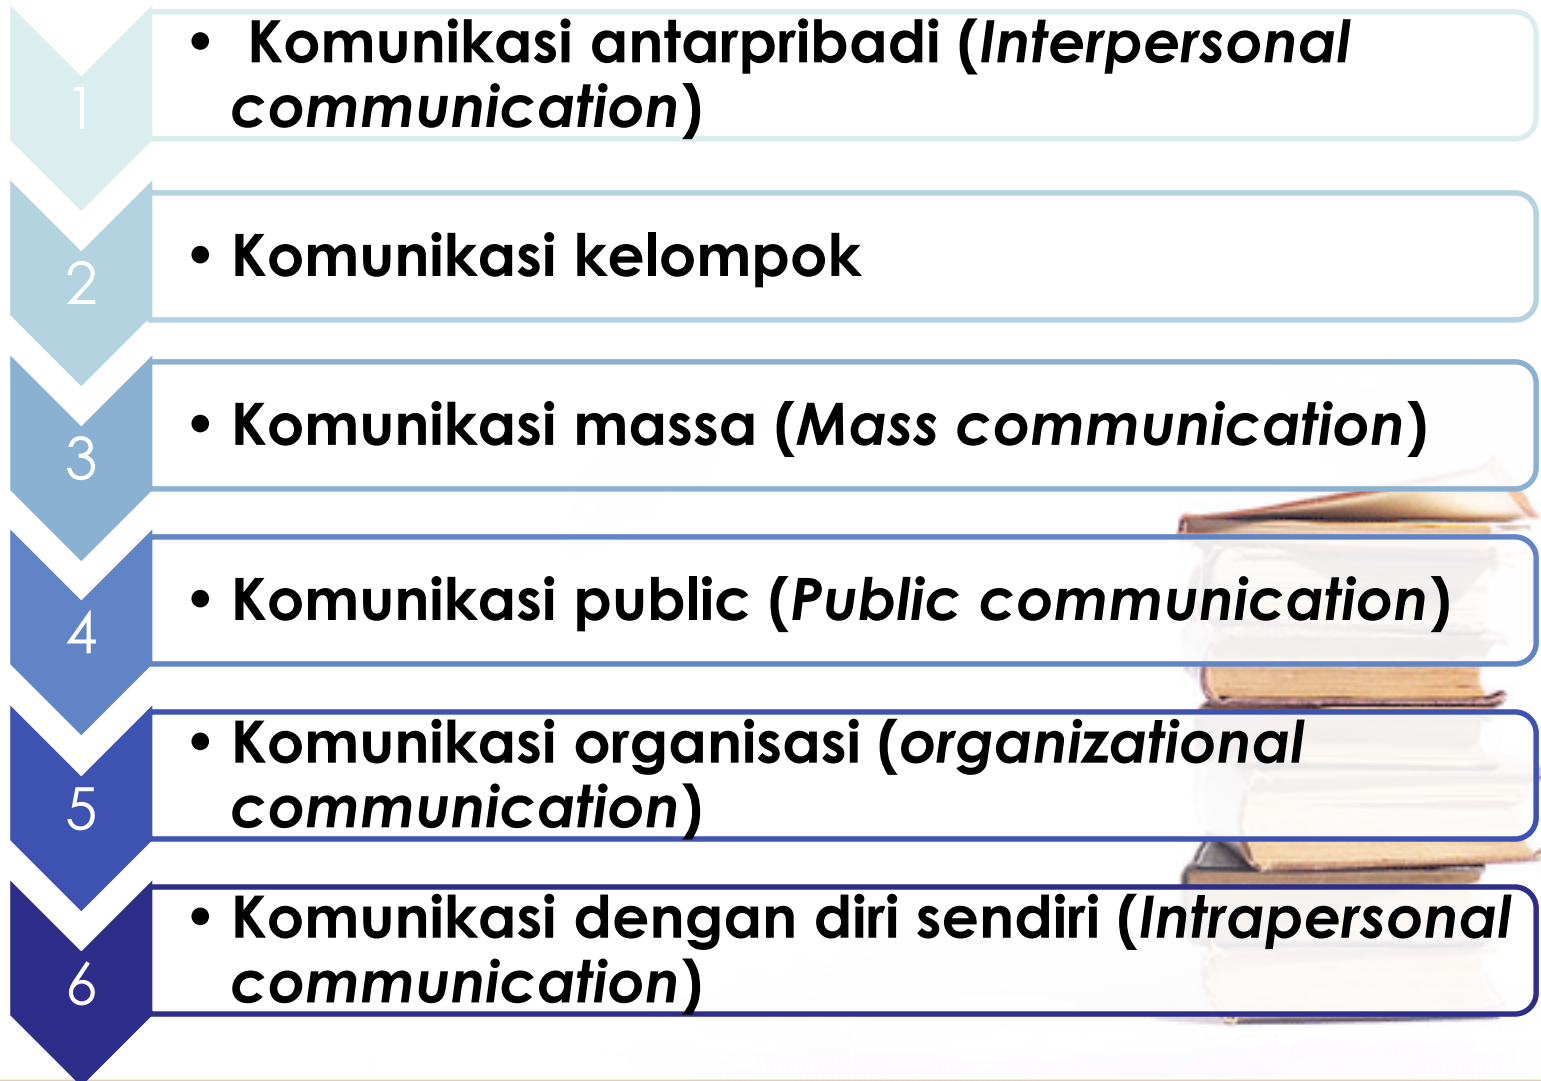 1
• Komunikasi antarpribadi (Interpersonal
communication)
2
• Komunikasi kelompok
3
• Komunikasi massa (Mass communication)
4
• Komunikasi public (Public communication)
5
• Komunikasi organisasi (organizational
communication)
6
• Komunikasi dengan diri sendiri (Intrapersonal
communication)